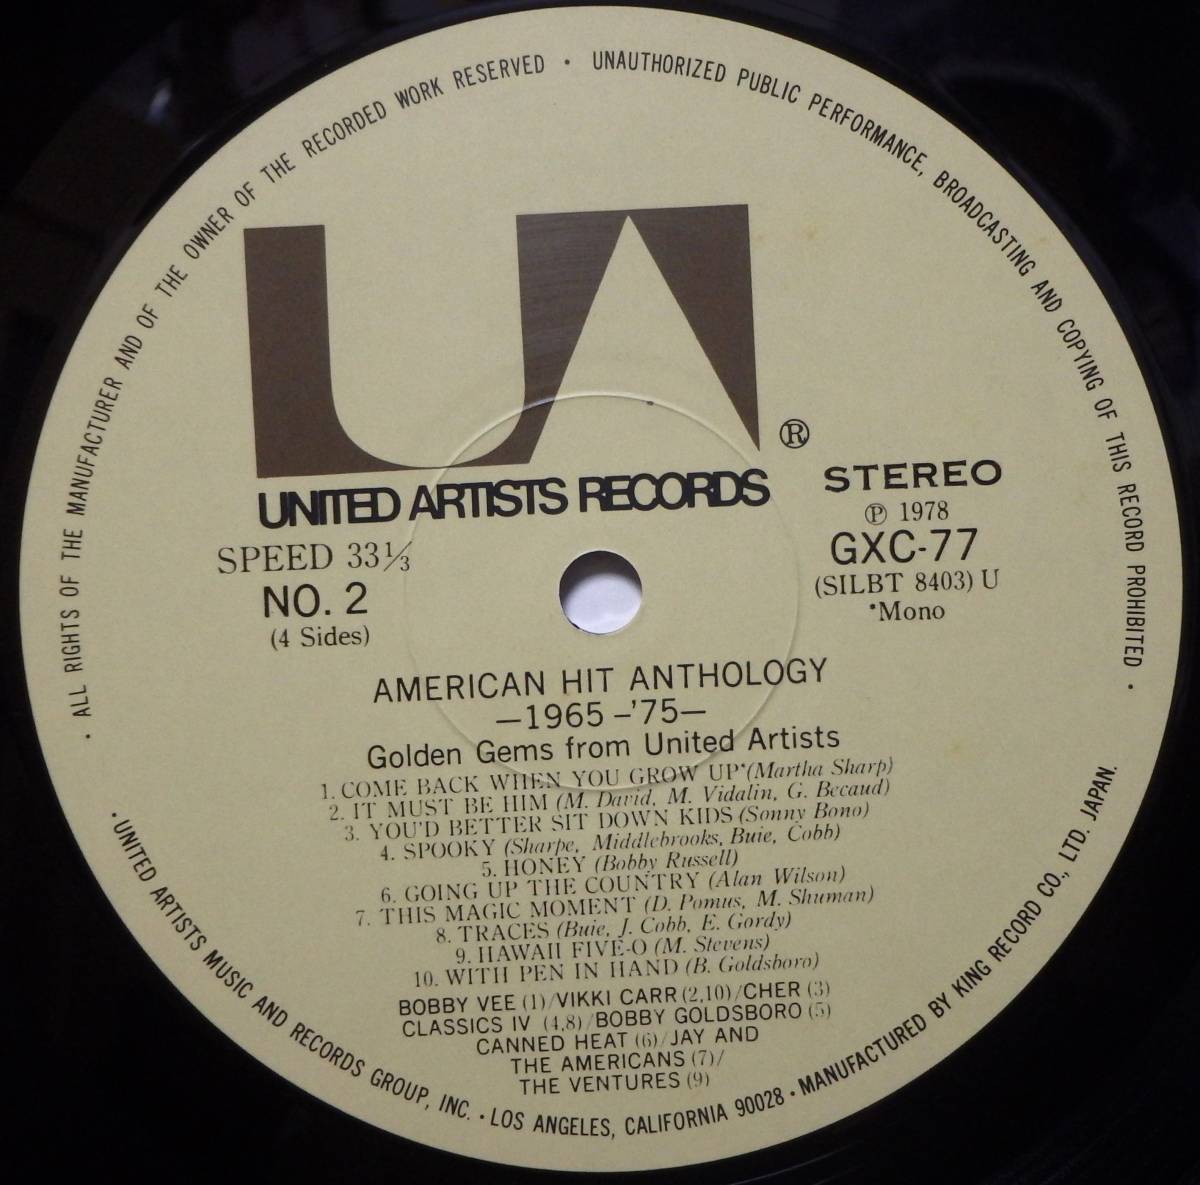 · ALL RIGHTS OF THE MANUFACTURER AND OF THE OWNER OF THE RECORDED WORK RESERVED · UNAUTHORIZED PUBLIC PERFORMANCE, BROADCASTING AND COPYING OF THIS RECORD PROHIBITED ·
UA ®
UNITED ARTISTS RECORDS
SPEED 33⅓
NO. 2
(4 Sides)
STEREO
Ⓟ 1978
GXC-77
(SILBT 8403) U
*Mono
AMERICAN HIT ANTHOLOGY
—1965–'75—
Golden Gems from United Artists
1. COME BACK WHEN YOU GROW UP*(Martha Sharp)
2. IT MUST BE HIM (M. David, M. Vidalin, G. Becaud)
3. YOU'D BETTER SIT DOWN KIDS (Sonny Bono)
4. SPOOKY (Sharpe, Middlebrooks, Buie, Cobb)
5. HONEY (Bobby Russell)
6. GOING UP THE COUNTRY (Alan Wilson)
7. THIS MAGIC MOMENT (D. Pomus, M. Shuman)
8. TRACES (Buie, J. Cobb, E. Gordy)
9. HAWAII FIVE-O (M. Stevens)
10. WITH PEN IN HAND (B. Goldsboro)
BOBBY VEE (1)/VIKKI CARR (2,10)/CHER (3)
CLASSICS IV (4,8)/BOBBY GOLDSBORO (5)
CANNED HEAT (6)/JAY AND
THE AMERICANS (7)/
THE VENTURES (9)
· UNITED ARTISTS MUSIC AND RECORDS GROUP, INC. · LOS ANGELES, CALIFORNIA 90028 · MANUFACTURED BY KING RECORD CO., LTD. JAPAN.